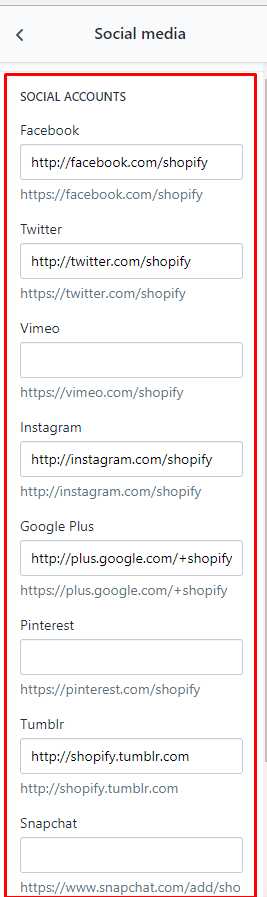 Social media
SOCIAL ACCOUNTS
Facebook
http://facebook.com/shopify
https://facebook.com/shopify
Twitter
http://twitter.com/shopify
https://twitter.com/shopify
Vimeo
https://vimeo.com/shopify
Instagram
http://instagram.com/shopify
http://instagram.com/shopify
Google Plus
http://plus.google.com/+shopify
https://plus.google.com/+shopify
Pinterest
https://pinterest.com/shopify
Tumblr
http://shopify.tumblr.com
http://shopify.tumblr.com
Snapchat
https://www.snapchat.com/add/sho